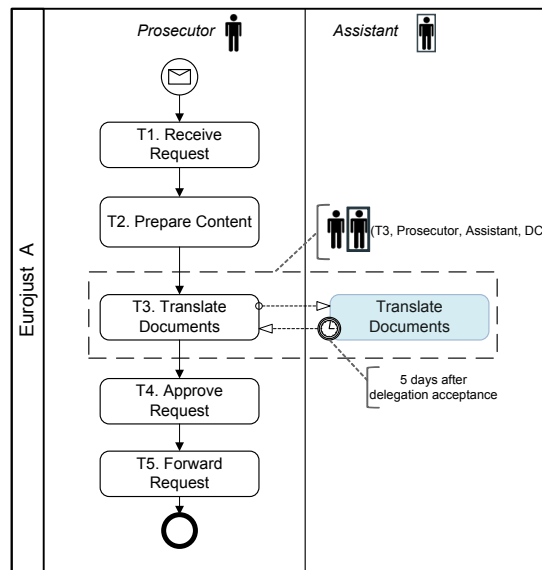 Prosecutor
Assistant
Eurojust A
T1. Receive
Request
T2. Prepare Content
(T3, Prosecutor, Assistant, DC
T3. Translate
Documents
Translate
Documents
5 days after
delegation acceptance
T4. Approve
Request
T5. Forward
Request